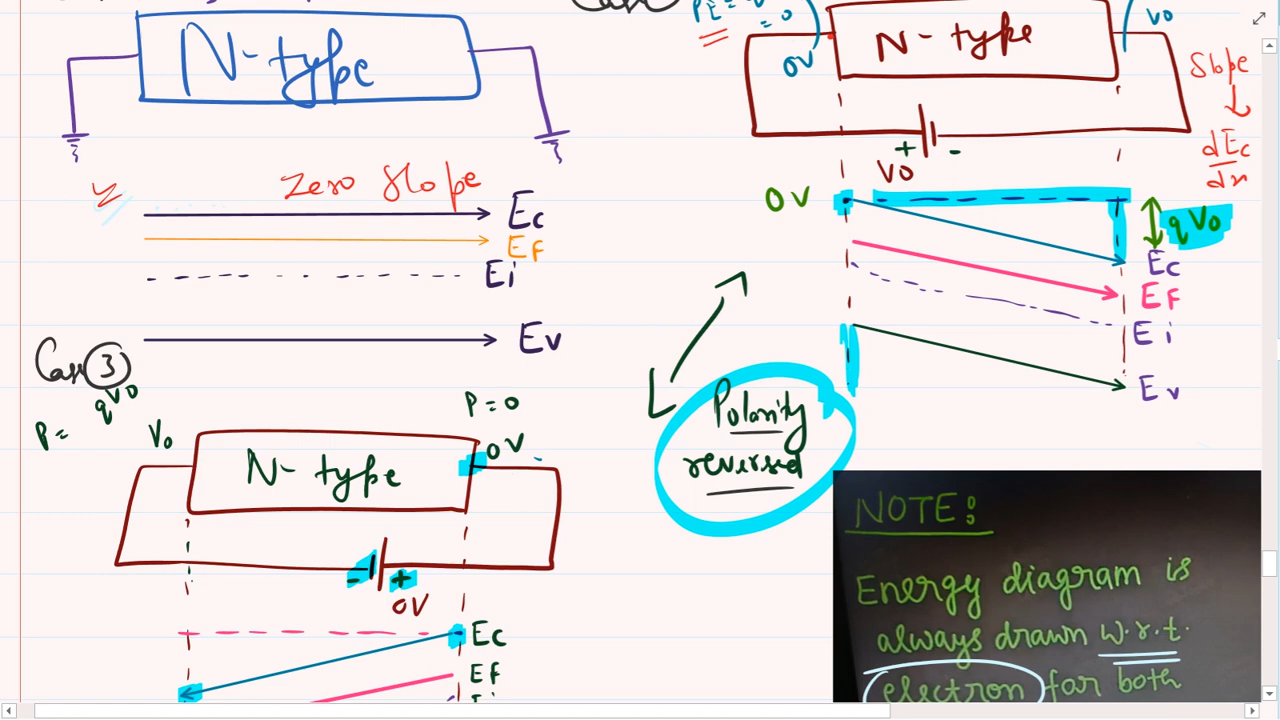 N-type
Zero Slope
Ec
Ef
Ei
Ev
N-type
0V
V0
Slope
dEc
dx
+ -
V0
0V
qV0
Ec
EF
Ei
Ev
Polarity
reversed
Case 3
qV0
P =
V0
P = 0
0V
N-type
- +
0V
Ec
EF
NOTE:
Energy diagram is
always drawn w.r.t.
electron for both